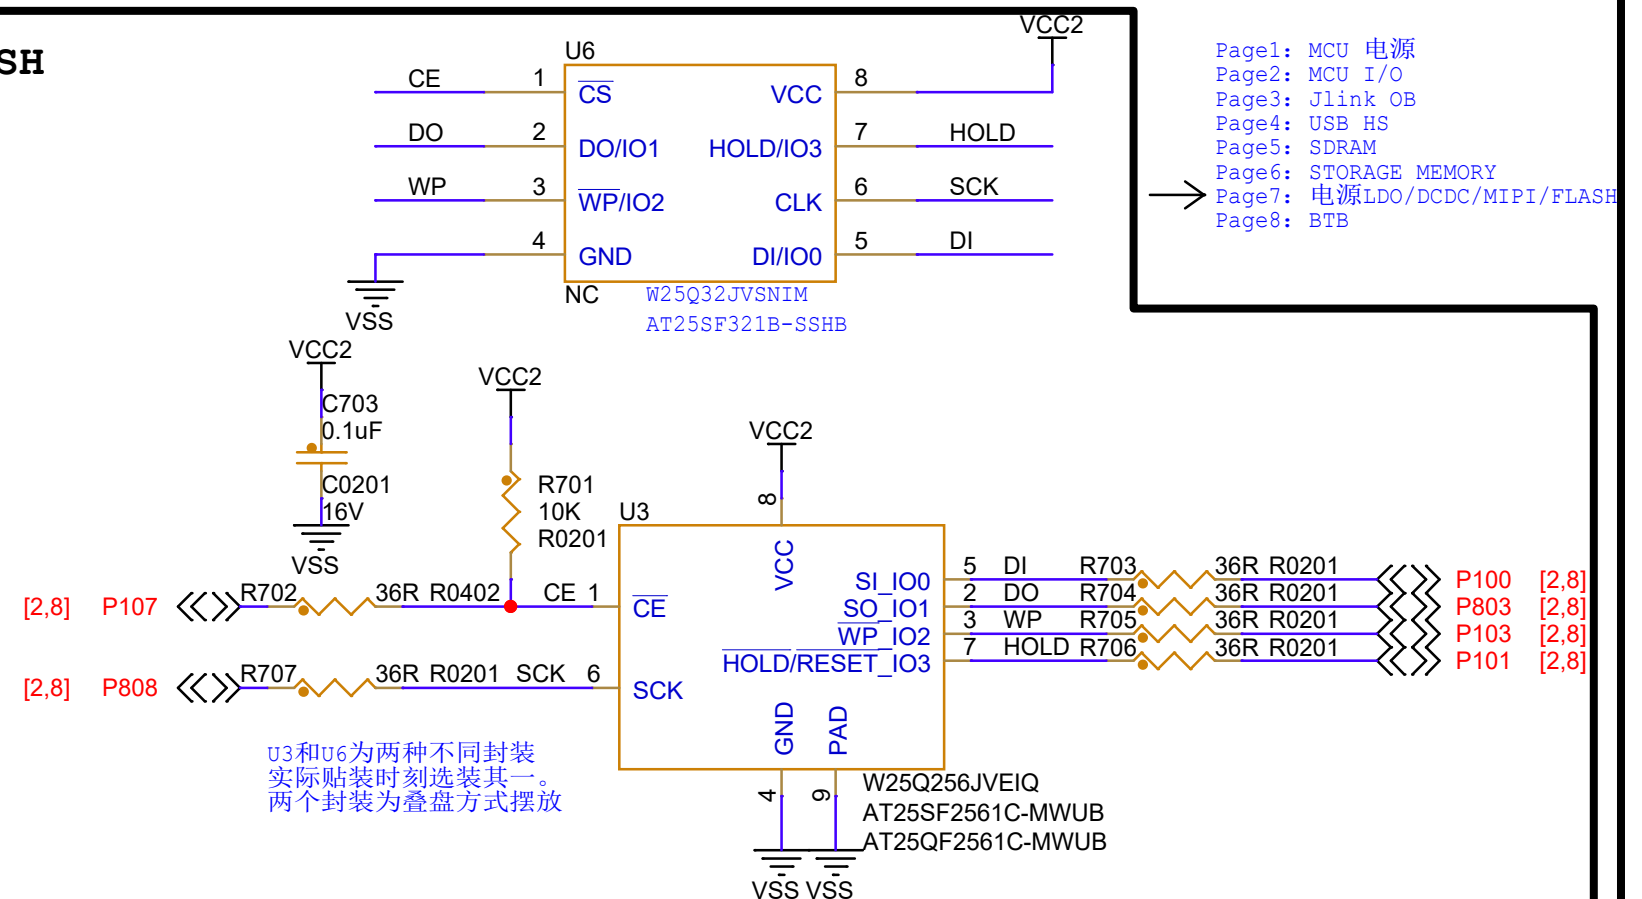 SH
VCC2
U6
CE 1 CS VCC 8
DO 2 DO/IO1 HOLD/IO3 7 HOLD
WP 3 WP/IO2 CLK 6 SCK
4 GND DI/IO0 5 DI
NC
W25Q32JVSNIM
AT25SF321B-SSHB
VSS
Page1: MCU 电源
Page2: MCU I/O
Page3: Jlink OB
Page4: USB HS
Page5: SDRAM
Page6: STORAGE MEMORY
Page7: 电源LDO/DCDC/MIPI/FLASH
Page8: BTB
VCC2
C703
0.1uF
C0201
16V
VSS
VCC2
R701
10K
R0201
VCC2
8
U3
VCC
[2,8] P107 R702 36R R0402 CE 1 CE
[2,8] P808 R707 36R R0201 SCK 6 SCK
SI_IO0 5 DI R703 36R R0201 P100 [2,8]
SO_IO1 2 DO R704 36R R0201 P803 [2,8]
WP_IO2 3 WP R705 36R R0201 P103 [2,8]
HOLD/RESET_IO3 7 HOLD R706 36R R0201 P101 [2,8]
GND PAD
4 9
VSS VSS
U3和U6为两种不同封装
实际贴装时刻选装其一。
两个封装为叠盘方式摆放
W25Q256JVEIQ
AT25SF2561C-MWUB
AT25QF2561C-MWUB